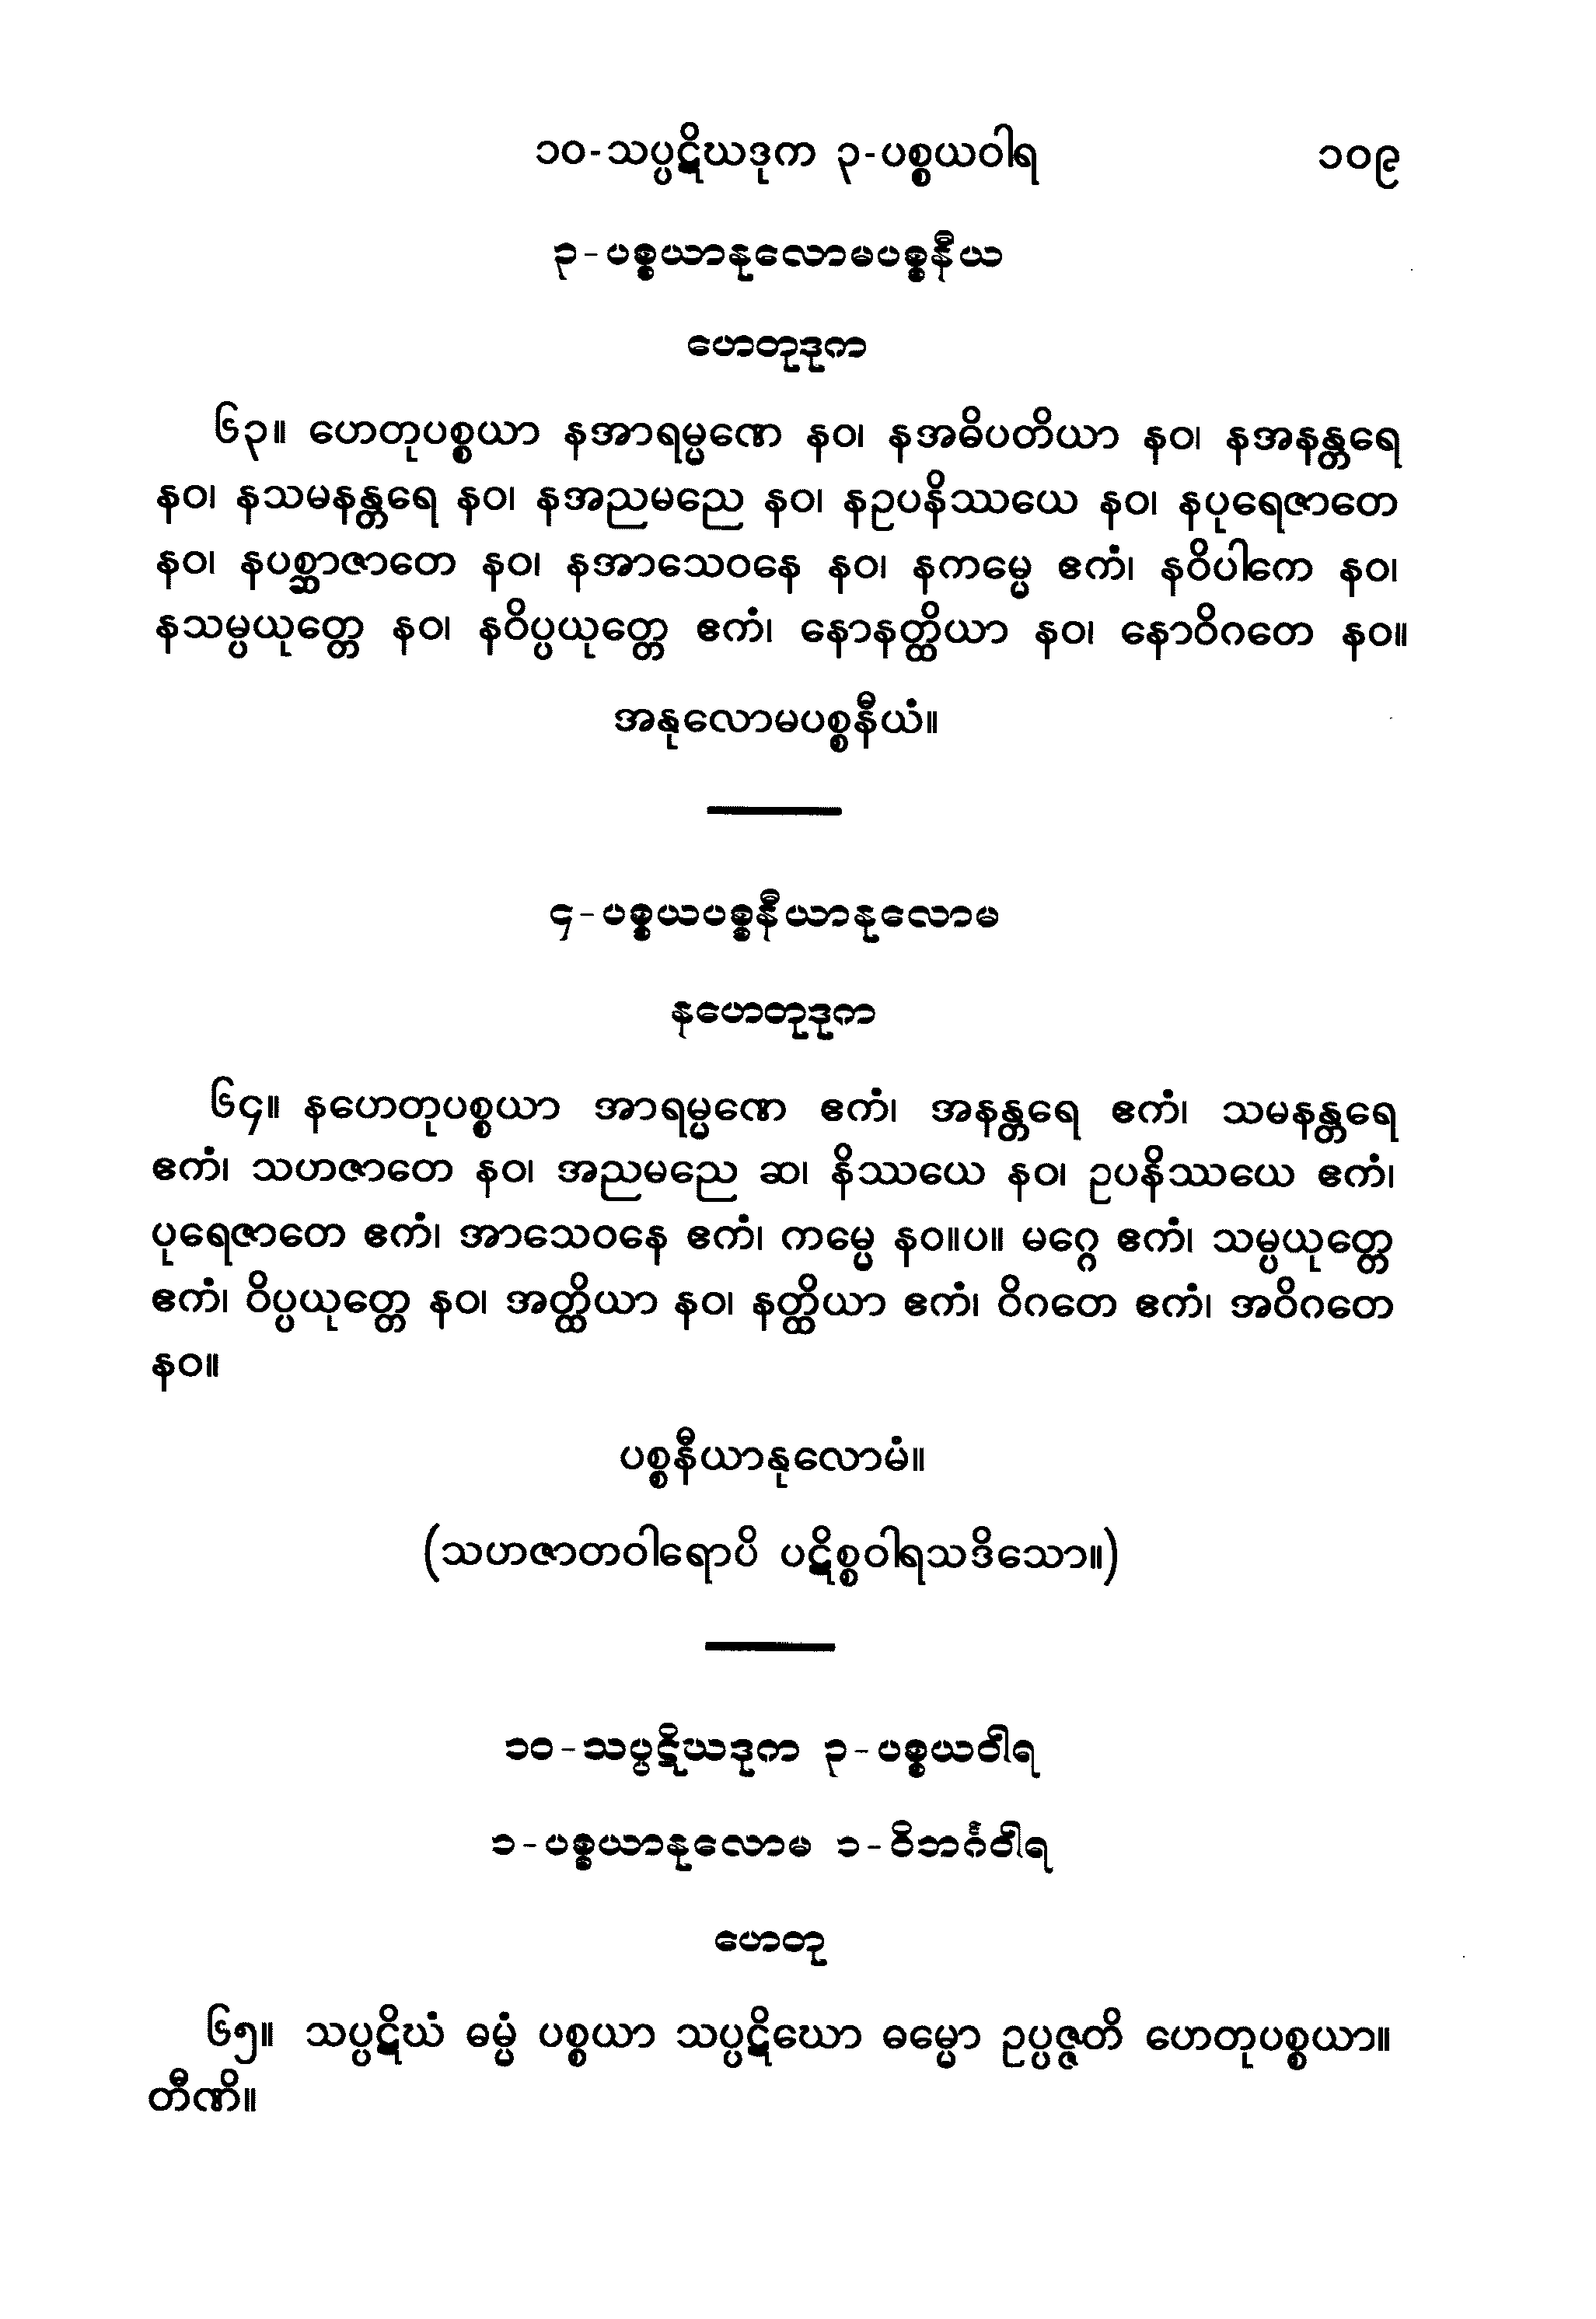 ၁၀-သပ္ပဋိဃဒုက ၃-ပစ္စယဝါရ ၁၀၉
၃-ပစ္စယာနုလောမပစ္စနီယ
ဟေတုဒုက
၆၃။ ဟေတုပစ္စယာ နအာရမ္မဏေ နဝ၊ နအဓိပတိယာ နဝ၊ နအနန္တရေ
နဝ၊ နသမနန္တရေ နဝ၊ နအညမညေ နဝ၊ နဥပနိဿယေ နဝ၊ နပုရေဇာတေ
နဝ၊ နပစ္ဆာဇာတေ နဝ၊ နအာသေဝနေ နဝ၊ နကမ္မေ ဧကံ၊ နဝိပါကေ နဝ၊
နသမ္ပယုတ္တေ နဝ၊ နဝိပ္ပယုတ္တေ ဧကံ၊ နောနတ္ထိယာ နဝ၊ နောဝိဂတေ နဝ။
အနုလောမပစ္စနီယံ။
၄-ပစ္စယပစ္စနီယာနုလောမ
နဟေတုဒုက
၆၄။ နဟေတုပစ္စယာ အာရမ္မဏေ ဧကံ၊ အနန္တရေ ဧကံ၊ သမနန္တရေ
ဧကံ၊ သဟဇာတေ နဝ၊ အညမညေ ဆ၊ နိဿယေ နဝ၊ ဥပနိဿယေ ဧကံ၊
ပုရေဇာတေ ဧကံ၊ အာသေဝနေ ဧကံ၊ ကမ္မေ နဝ။ပ။ မဂ္ဂေ ဧကံ၊ သမ္ပယုတ္တေ
ဧကံ၊ ဝိပ္ပယုတ္တေ နဝ၊ အတ္ထိယာ နဝ၊ နတ္ထိယာ ဧကံ၊ ဝိဂတေ ဧကံ၊ အဝိဂတေ
နဝ။
ပစ္စနီယာနုလောမံ။
(သဟဇာတဝါရောပိ ပဋိစ္စဝါရသဒိသော။)
၁၀-သပ္ပဋိဃဒုက ၃-ပစ္စယဝါရ
၁-ပစ္စယာနုလောမ ၁-ဝိဘင်္ဂဝါရ
ဟေတု
၆၅။ သပ္ပဋိဃံ ဓမ္မံ ပစ္စယာ သပ္ပဋိဃော ဓမ္မော ဥပ္ပဇ္ဇတိ ဟေတုပစ္စယာ။
တီဏိ။